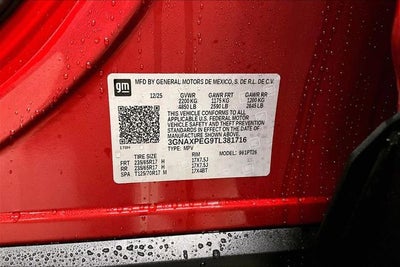 gm
MFD BY GENERAL MOTORS DE MEXICO, S. DE R.L. DE C.V.
12/25 GVWR GAWR FRT GAWR RR
2200 KG 1175 KG 1200 KG
4850 LB 2590 LB 2645 LB
THIS VEHICLE CONFORMS TO ALL
APPLICABLE U.S. FEDERAL MOTOR
VEHICLE SAFETY AND THEFT PREVENTION
STANDARDS IN EFFECT ON THE DATE OF
MANUFACTURE SHOWN ABOVE.
3GNAXPEG9TL381716
TYPE: MPV MODEL:
TIRE RIM
FRT 235/65R17 H 17X7.5J
RR 235/65R17 H 17X7.5J
SPA T125/70R17 M 17X4BT